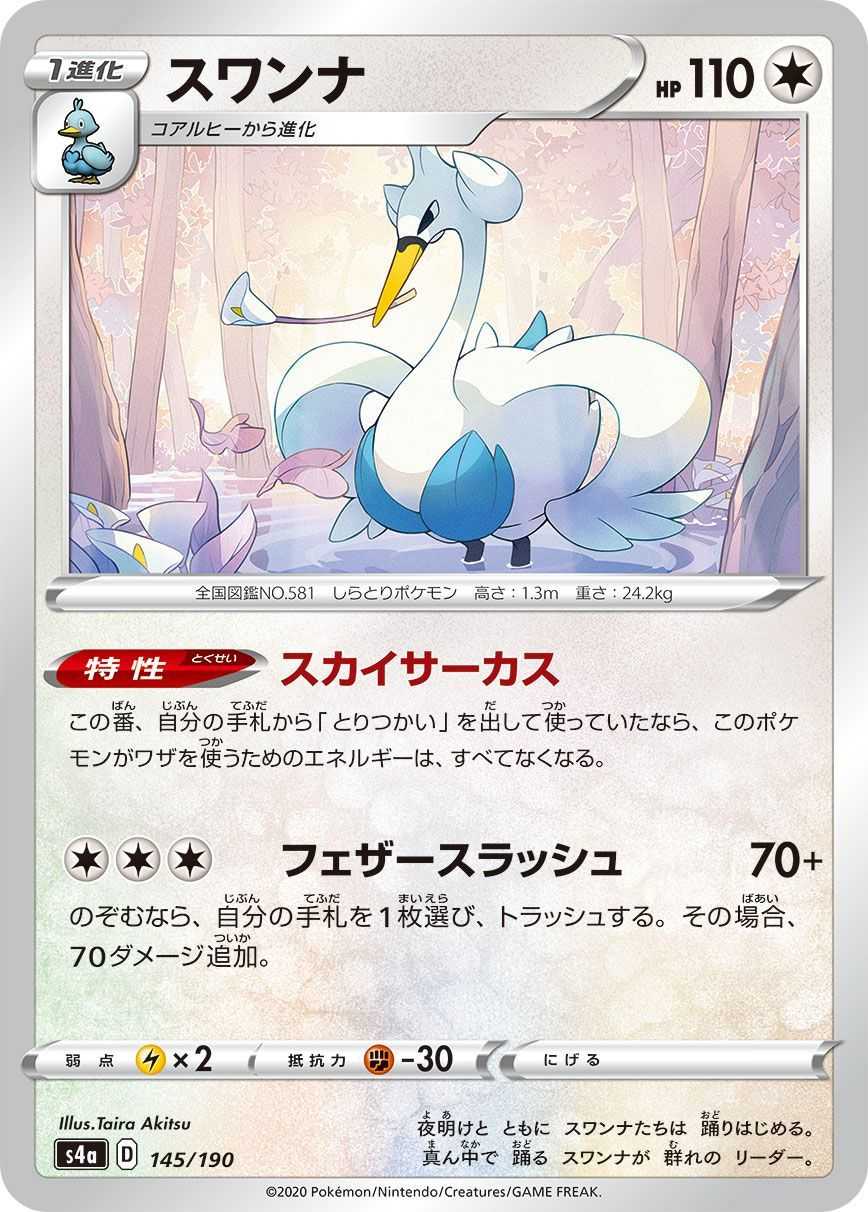 1進化
スワンナ
HP 110
コアルヒーから進化
全国図鑑NO.581 しらとりポケモン 高さ：1.3m 重さ：24.2kg
特性 とくせい スカイサーカス
この番、自分の手札から「とりつかい」を出して使っていたなら、このポケ
モンがワザを使うためのエネルギーは、すべてなくなる。
フェザースラッシュ 70+
のぞむなら、自分の手札を1枚選び、トラッシュする。その場合、
70ダメージ追加。
弱点 ×2 抵抗力 -30 にげる
Illus.Taira Akitsu
夜明けと ともに スワンナたちは 踊りはじめる。
真ん中で 踊る スワンナが 群れの リーダー。
s4a D 145/190
©2020 Pokémon/Nintendo/Creatures/GAME FREAK.